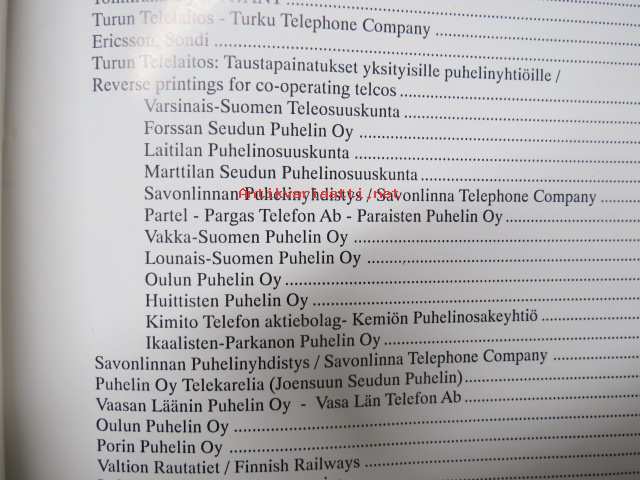 Turun Telelaitos - Turku Telephone Company
Ericsson, Sondi
Turun Telelaitos: Taustapainatukset yksityisille puhelinyhtiöille /
Reverse printings for co-operating telcos
Varsinais-Suomen Teleosuuskunta
Forssan Seudun Puhelin Oy
Laitilan Puhelinosuuskunta
Marttilan Seudun Puhelinosuuskunta
Savonlinnan Puhelinyhdistys / Savonlinna Telephone Company
Partel - Pargas Telefon Ab - Paraisten Puhelin Oy
Vakka-Suomen Puhelin Oy
Lounais-Suomen Puhelin Oy
Oulun Puhelin Oy
Huittisten Puhelin Oy
Kimito Telefon aktiebolag- Kemiön Puhelinosakeyhtiö
Ikaalisten-Parkanon Puhelin Oy
Savonlinnan Puhelinyhdistys / Savonlinna Telephone Company
Puhelin Oy Telekarelia (Joensuun Seudun Puhelin)
Vaasan Läänin Puhelin Oy - Vasa Län Telefon Ab
Oulun Puhelin Oy
Porin Puhelin Oy
Valtion Rautatiet / Finnish Railways